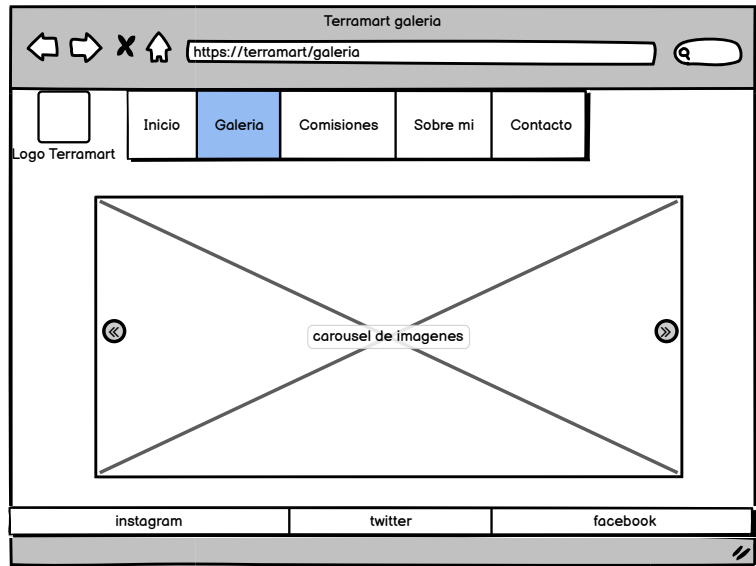 Terramart galeria
https://terramart/galeria
Inicio
Galeria
Comisiones
Sobre mi
Contacto
Logo Terramart
carousel de imagenes
instagram
twitter
facebook